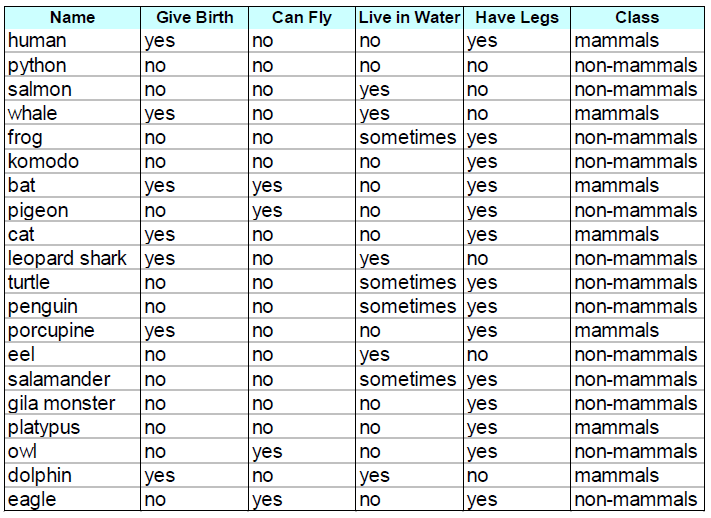 Name Give Birth Can Fly Live in Water Have Legs Class
human yes no no yes mammals
python no no no no non-mammals
salmon no no yes no non-mammals
whale yes no yes no mammals
frog no no sometimes yes non-mammals
komodo no no no yes non-mammals
bat yes yes no yes mammals
pigeon no yes no yes non-mammals
cat yes no no yes mammals
leopard shark yes no yes no non-mammals
turtle no no sometimes yes non-mammals
penguin no no sometimes yes non-mammals
porcupine yes no no yes mammals
eel no no yes no non-mammals
salamander no no sometimes yes non-mammals
gila monster no no no yes non-mammals
platypus no no no yes mammals
owl no yes no yes non-mammals
dolphin yes no yes no mammals
eagle no yes no yes non-mammals